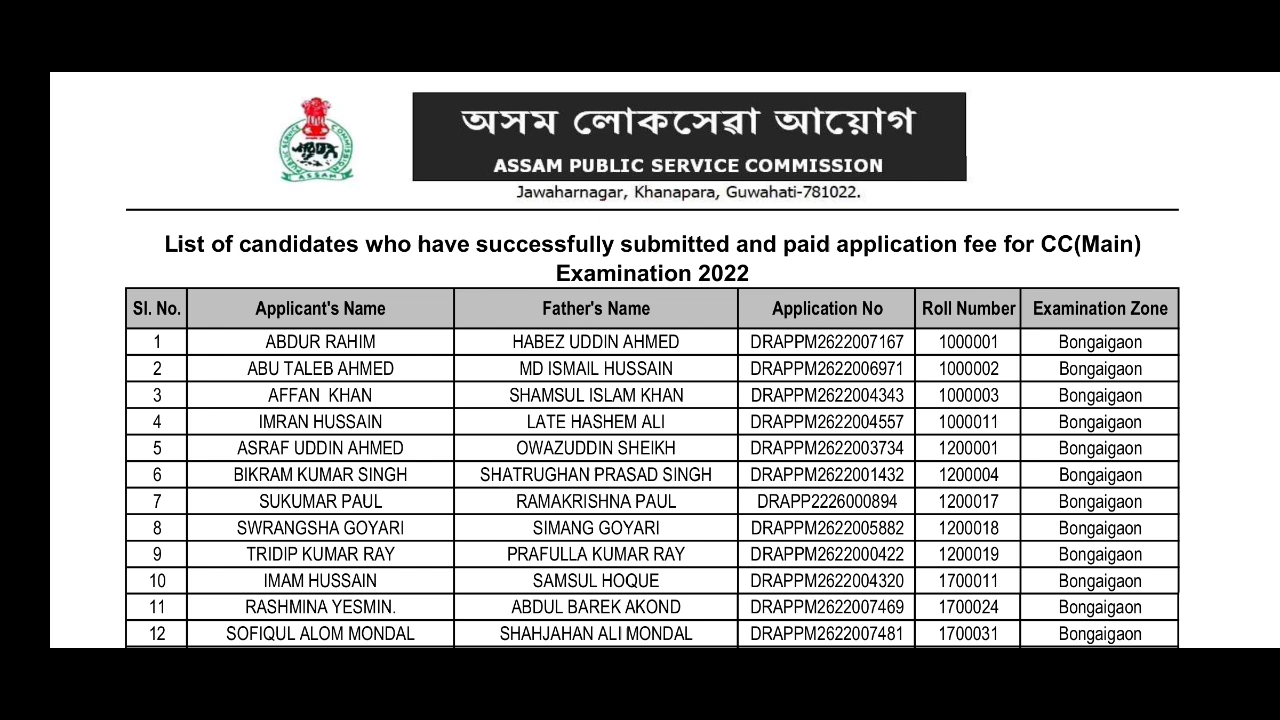 অসম লোকসেৱা আয়োগ
ASSAM PUBLIC SERVICE COMMISSION
Jawaharnagar, Khanapara, Guwahati-781022.
PUBLIC SERVICE COMMISSION
ASSAM
List of candidates who have successfully submitted and paid application fee for CC(Main)
Examination 2022
Sl. No. Applicant's Name Father's Name Application No Roll Number Examination Zone
1 ABDUR RAHIM HABEZ UDDIN AHMED DRAPPM2622007167 1000001 Bongaigaon
2 ABU TALEB AHMED MD ISMAIL HUSSAIN DRAPPM2622006971 1000002 Bongaigaon
3 AFFAN KHAN SHAMSUL ISLAM KHAN DRAPPM2622004343 1000003 Bongaigaon
4 IMRAN HUSSAIN LATE HASHEM ALI DRAPPM2622004557 1000011 Bongaigaon
5 ASRAF UDDIN AHMED OWAZUDDIN SHEIKH DRAPPM2622003734 1200001 Bongaigaon
6 BIKRAM KUMAR SINGH SHATRUGHAN PRASAD SINGH DRAPPM2622001432 1200004 Bongaigaon
7 SUKUMAR PAUL RAMAKRISHNA PAUL DRAPP2226000894 1200017 Bongaigaon
8 SWRANGSHA GOYARI SIMANG GOYARI DRAPPM2622005882 1200018 Bongaigaon
9 TRIDIP KUMAR RAY PRAFULLA KUMAR RAY DRAPPM2622000422 1200019 Bongaigaon
10 IMAM HUSSAIN SAMSUL HOQUE DRAPPM2622004320 1700011 Bongaigaon
11 RASHMINA YESMIN. ABDUL BAREK AKOND DRAPPM2622007469 1700024 Bongaigaon
12 SOFIQUL ALOM MONDAL SHAHJAHAN ALI MONDAL DRAPPM2622007481 1700031 Bongaigaon